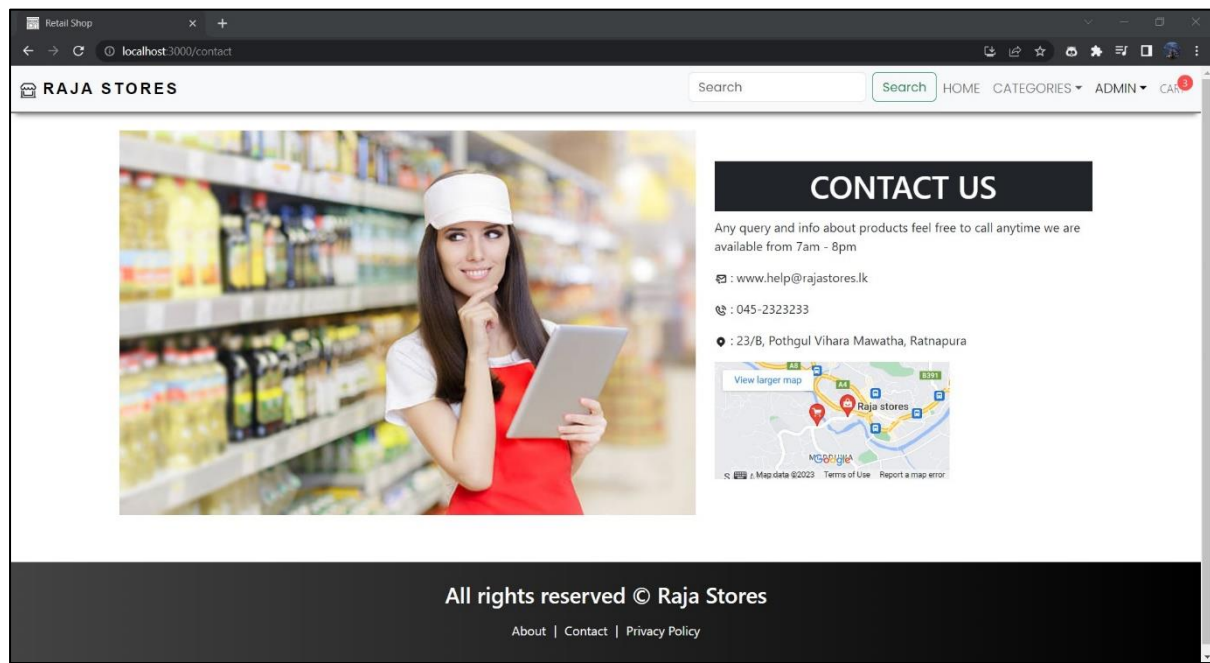 Retail Shop
localhost:3000/contact
RAJA STORES
Search
Search
HOME
CATEGORIES
ADMIN
3
CONTACT US
Any query and info about products feel free to call anytime we are
available from 7am - 8pm
: www.help@rajastores.lk
: 045-2323233
: 23/B, Pothgul Vihara Mawatha, Ratnapura
View larger map
A8
A4
B391
Raja stores
Google
Map data ©2023 Terms of Use Report a map error
All rights reserved © Raja Stores
About | Contact | Privacy Policy